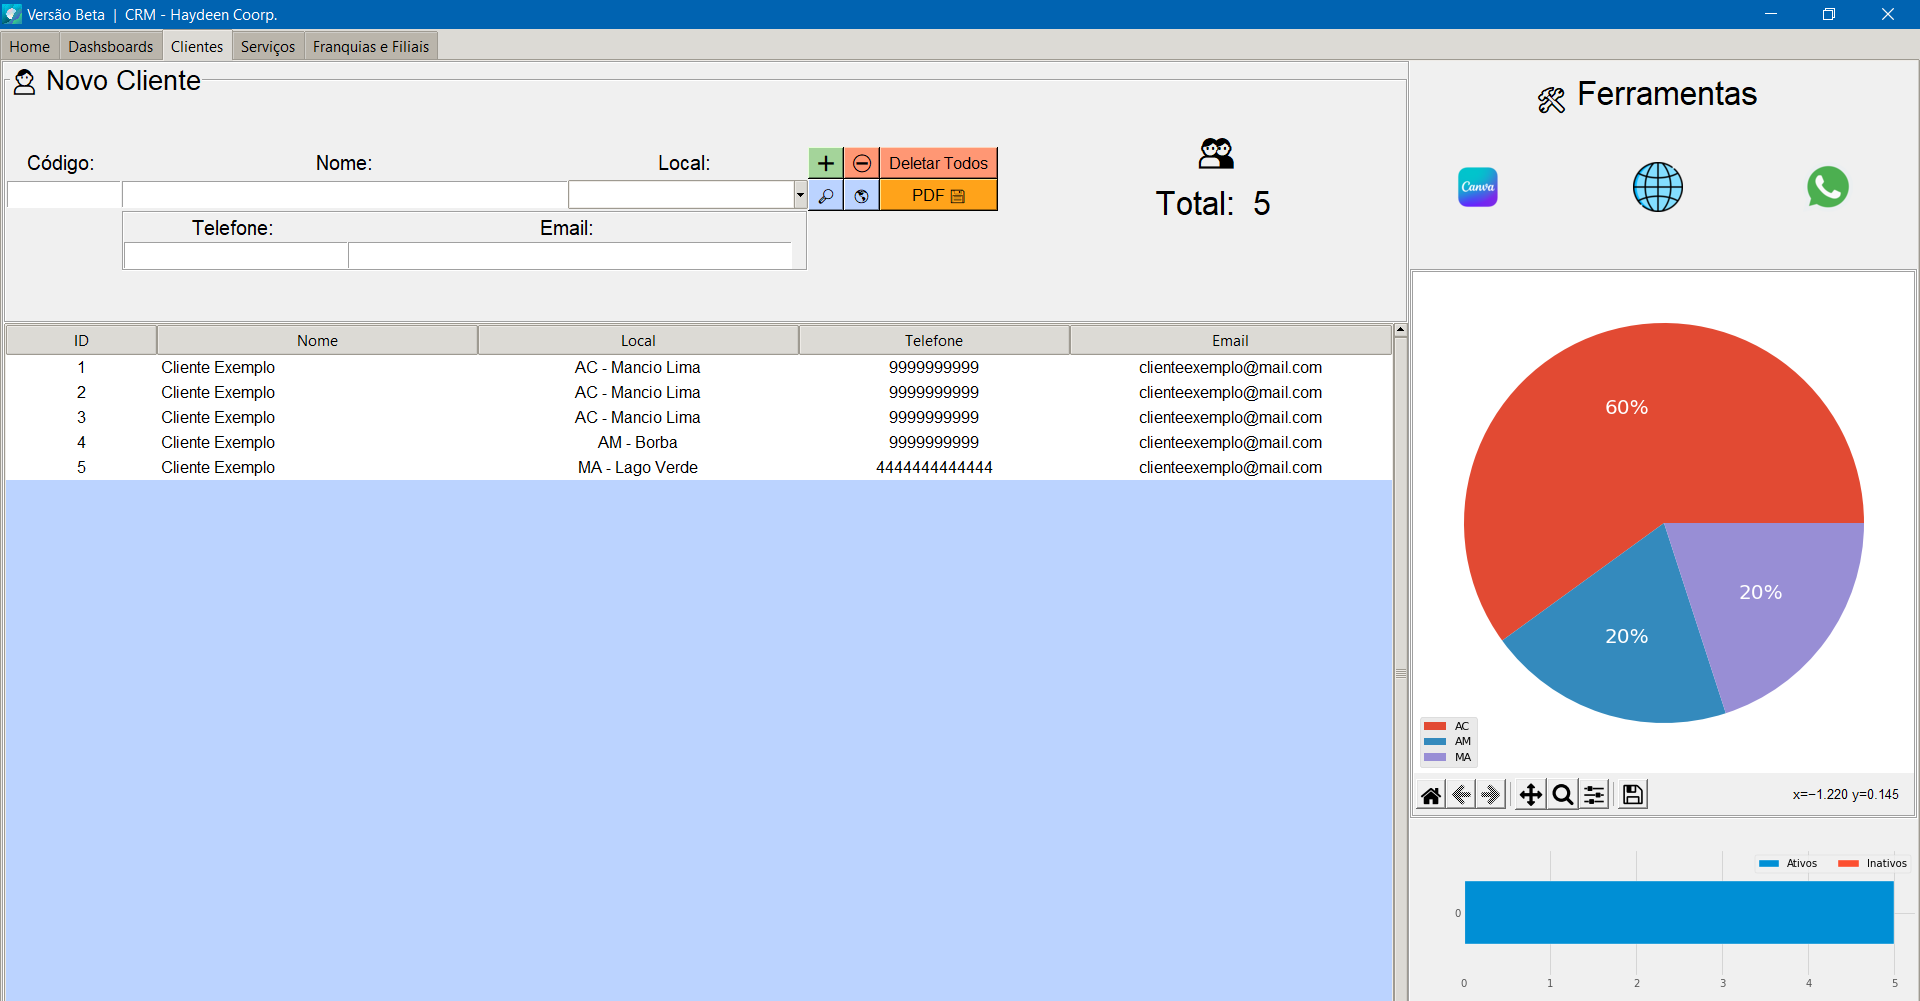 Versão Beta | CRM - Haydeen Coorp.
Home Dashsboards Clientes Serviços Franquias e Filiais
Novo Cliente
Código: Nome: Local:
Deletar Todos
PDF
Telefone: Email:
Total: 5
ID Nome Local Telefone Email
1 Cliente Exemplo AC - Mancio Lima 9999999999 clienteexemplo@mail.com
2 Cliente Exemplo AC - Mancio Lima 9999999999 clienteexemplo@mail.com
3 Cliente Exemplo AC - Mancio Lima 9999999999 clienteexemplo@mail.com
4 Cliente Exemplo AM - Borba 9999999999 clienteexemplo@mail.com
5 Cliente Exemplo MA - Lago Verde 4444444444444 clienteexemplo@mail.com
Ferramentas
Canva
60%
20%
20%
AC
AM
MA
x=−1.220 y=0.145
Ativos Inativos
0
0 1 2 3 4 5